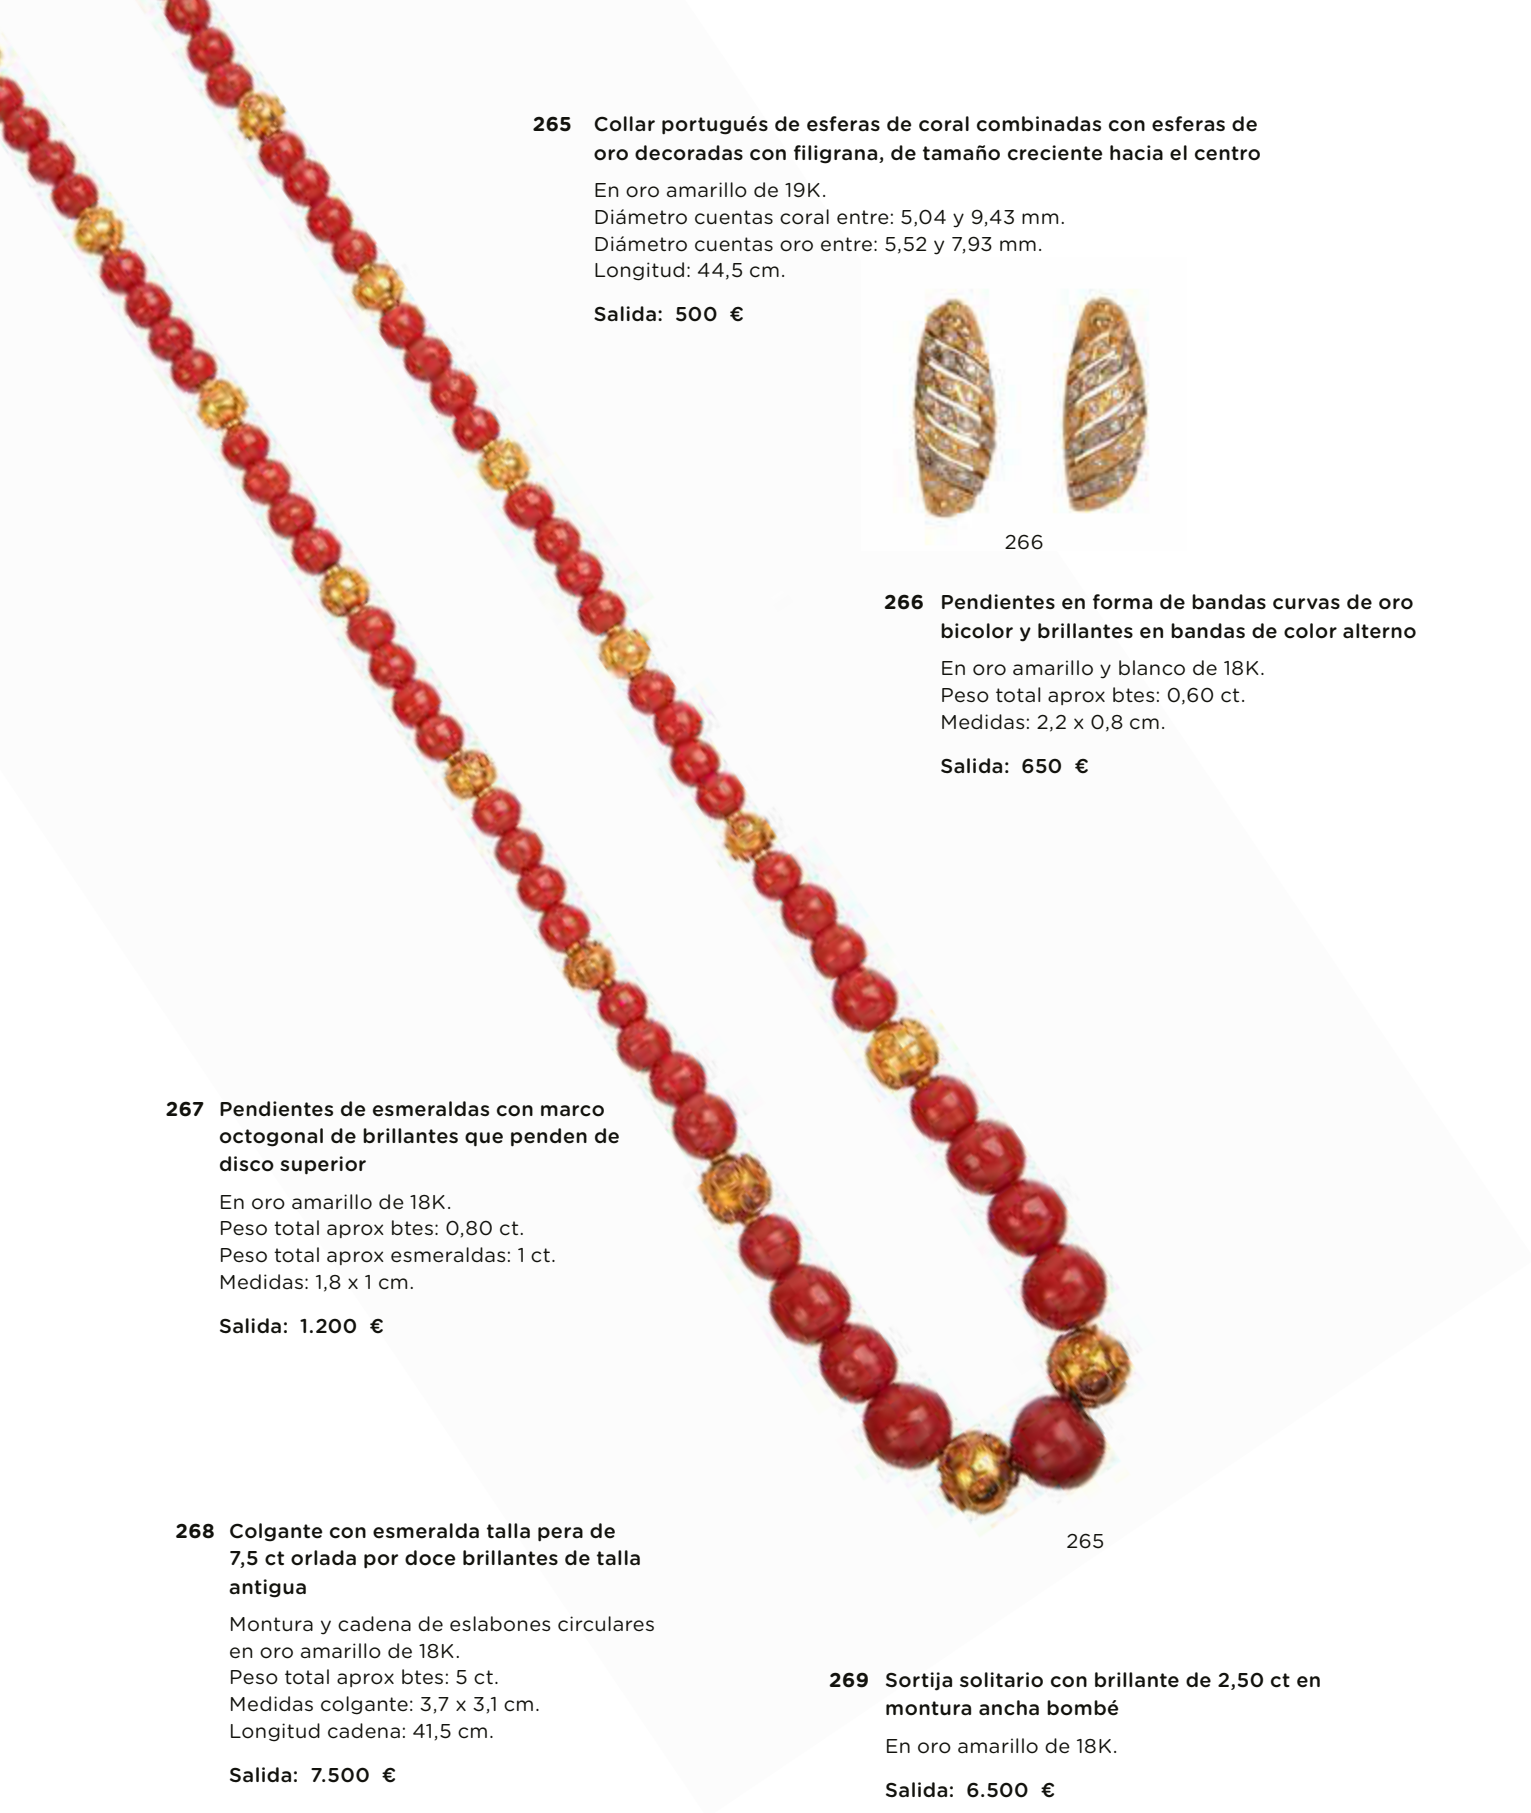 265 Collar portugués de esferas de coral combinadas con esferas de
oro decoradas con filigrana, de tamaño creciente hacia el centro
En oro amarillo de 19K.
Diámetro cuentas coral entre: 5,04 y 9,43 mm.
Diámetro cuentas oro entre: 5,52 y 7,93 mm.
Longitud: 44,5 cm.
Salida: 500 €
266
266 Pendientes en forma de bandas curvas de oro
bicolor y brillantes en bandas de color alterno
En oro amarillo y blanco de 18K.
Peso total aprox btes: 0,60 ct.
Medidas: 2,2 x 0,8 cm.
Salida: 650 €
267 Pendientes de esmeraldas con marco
octogonal de brillantes que penden de
disco superior
En oro amarillo de 18K.
Peso total aprox btes: 0,80 ct.
Peso total aprox esmeraldas: 1 ct.
Medidas: 1,8 x 1 cm.
Salida: 1.200 €
265
268 Colgante con esmeralda talla pera de
7,5 ct orlada por doce brillantes de talla
antigua
Montura y cadena de eslabones circulares
en oro amarillo de 18K.
Peso total aprox btes: 5 ct.
Medidas colgante: 3,7 x 3,1 cm.
Longitud cadena: 41,5 cm.
Salida: 7.500 €
269 Sortija solitario con brillante de 2,50 ct en
montura ancha bombé
En oro amarillo de 18K.
Salida: 6.500 €